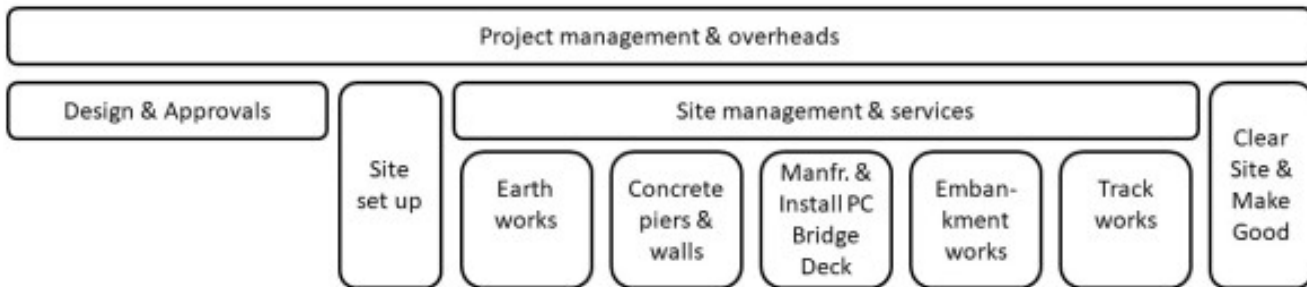 Project management & overheads
Design & Approvals
Site
set up
Site management & services
Earth
works
Concrete
piers &
walls
Manfr. &
Install PC
Bridge
Deck
Emban-
kment
works
Track
works
Clear
Site &
Make
Good